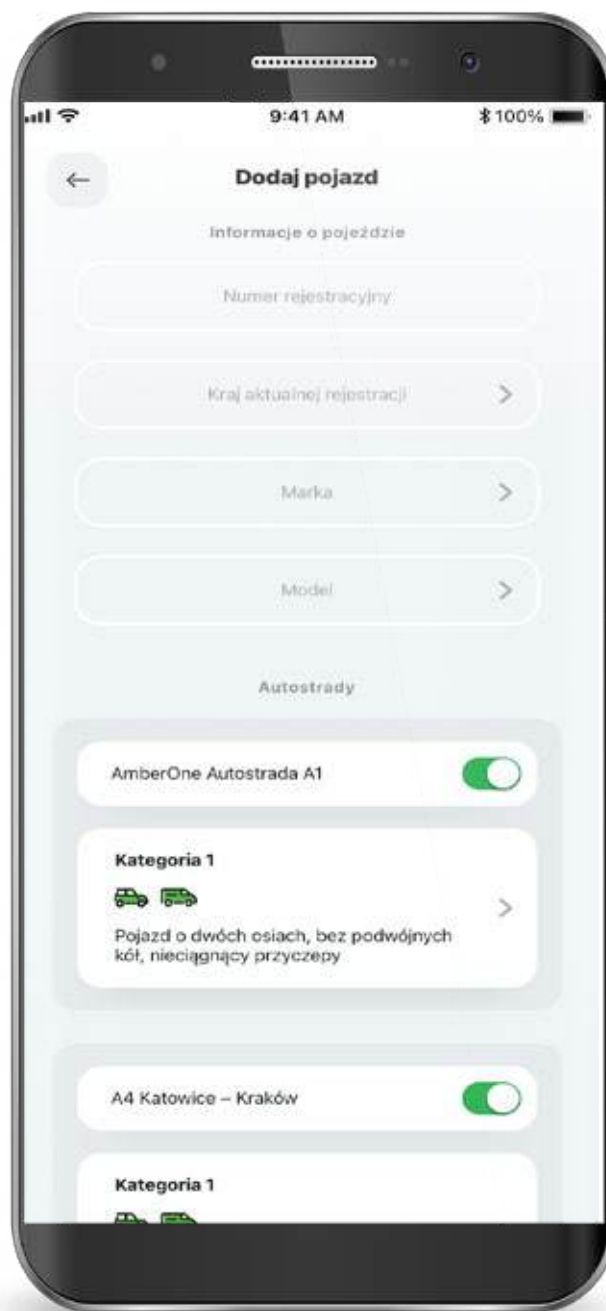 9:41 AM
100%
Dodaj pojazd
Informacje o pojeździe
Numer rejestracyjny
Kraj aktualnej rejestracji
Marka
Model
Autostrady
AmberOne Autostrada A1
Kategoria 1
Pojazd o dwóch osiach, bez podwójnych
kół, nieciągnący przyczepy
A4 Katowice – Kraków
Kategoria 1